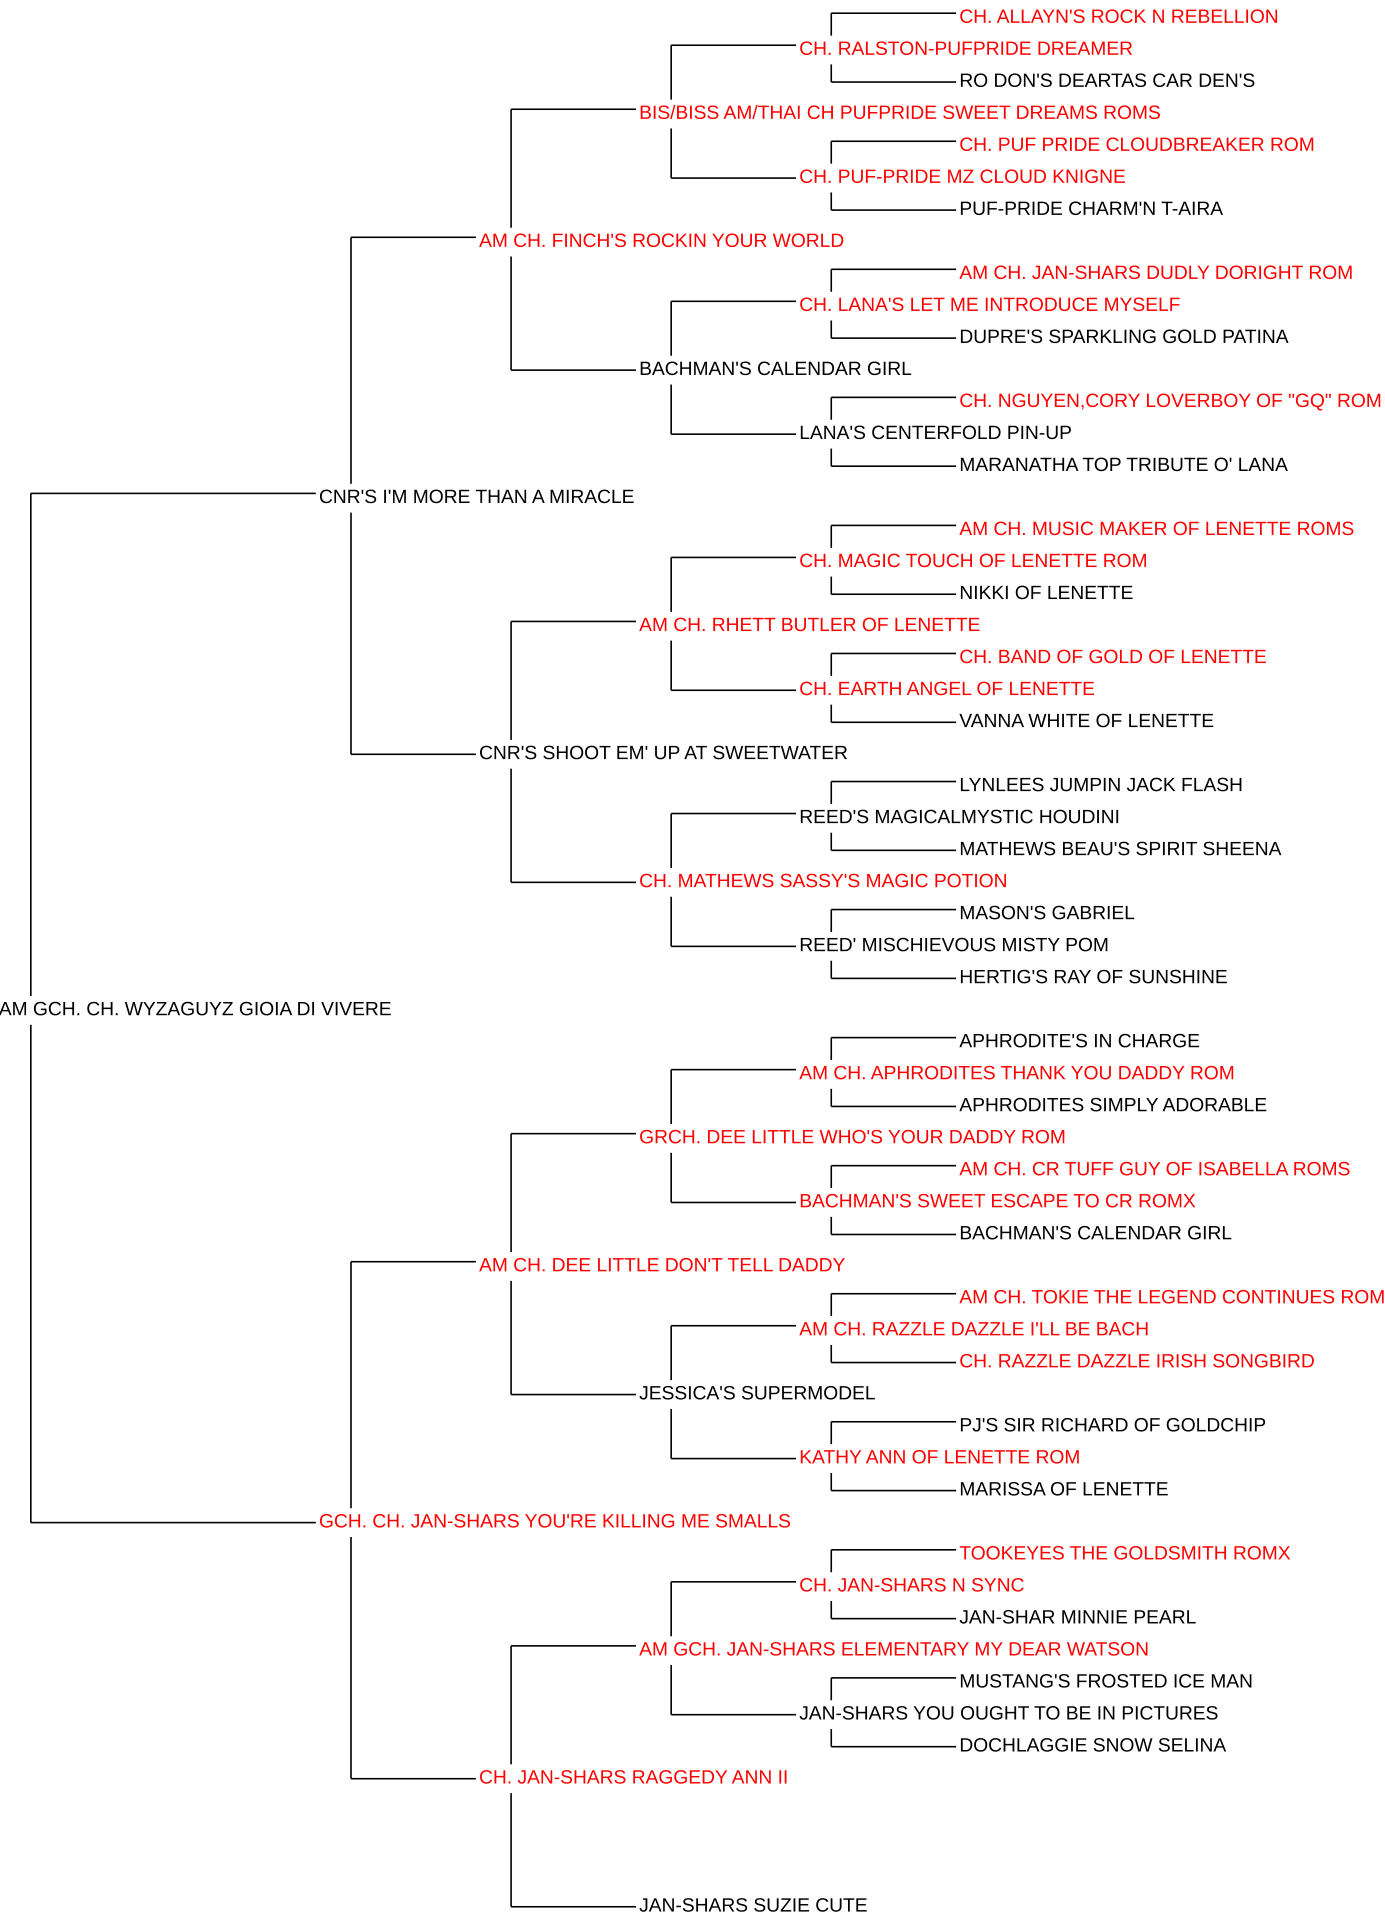 CH. ALLAYN'S ROCK N REBELLION
CH. RALSTON-PUFPRIDE DREAMER
RO DON'S DEARTAS CAR DEN'S
BIS/BISS AM/THAI CH PUFPRIDE SWEET DREAMS ROMS
CH. PUF PRIDE CLOUDBREAKER ROM
CH. PUF-PRIDE MZ CLOUD KNIGNE
PUF-PRIDE CHARM'N T-AIRA
AM CH. FINCH'S ROCKIN YOUR WORLD
AM CH. JAN-SHARS DUDLY DORIGHT ROM
CH. LANA'S LET ME INTRODUCE MYSELF
DUPRE'S SPARKLING GOLD PATINA
BACHMAN'S CALENDAR GIRL
CH. NGUYEN,CORY LOVERBOY OF "GQ" ROM
LANA'S CENTERFOLD PIN-UP
MARANATHA TOP TRIBUTE O' LANA
CNR'S I'M MORE THAN A MIRACLE
AM CH. MUSIC MAKER OF LENETTE ROMS
CH. MAGIC TOUCH OF LENETTE ROM
NIKKI OF LENETTE
AM CH. RHETT BUTLER OF LENETTE
CH. BAND OF GOLD OF LENETTE
CH. EARTH ANGEL OF LENETTE
VANNA WHITE OF LENETTE
CNR'S SHOOT EM' UP AT SWEETWATER
LYNLEES JUMPIN JACK FLASH
REED'S MAGICALMYSTIC HOUDINI
MATHEWS BEAU'S SPIRIT SHEENA
CH. MATHEWS SASSY'S MAGIC POTION
MASON'S GABRIEL
REED' MISCHIEVOUS MISTY POM
HERTIG'S RAY OF SUNSHINE
AM GCH. CH. WYZAGUYZ GIOIA DI VIVERE
APHRODITE'S IN CHARGE
AM CH. APHRODITES THANK YOU DADDY ROM
APHRODITES SIMPLY ADORABLE
GRCH. DEE LITTLE WHO'S YOUR DADDY ROM
AM CH. CR TUFF GUY OF ISABELLA ROMS
BACHMAN'S SWEET ESCAPE TO CR ROMX
BACHMAN'S CALENDAR GIRL
AM CH. DEE LITTLE DON'T TELL DADDY
AM CH. TOKIE THE LEGEND CONTINUES ROM
AM CH. RAZZLE DAZZLE I'LL BE BACH
CH. RAZZLE DAZZLE IRISH SONGBIRD
JESSICA'S SUPERMODEL
PJ'S SIR RICHARD OF GOLDCHIP
KATHY ANN OF LENETTE ROM
MARISSA OF LENETTE
GCH. CH. JAN-SHARS YOU'RE KILLING ME SMALLS
TOOKEYES THE GOLDSMITH ROMX
CH. JAN-SHARS N SYNC
JAN-SHAR MINNIE PEARL
AM GCH. JAN-SHARS ELEMENTARY MY DEAR WATSON
MUSTANG'S FROSTED ICE MAN
JAN-SHARS YOU OUGHT TO BE IN PICTURES
DOCHLAGGIE SNOW SELINA
CH. JAN-SHARS RAGGEDY ANN II
JAN-SHARS SUZIE CUTE